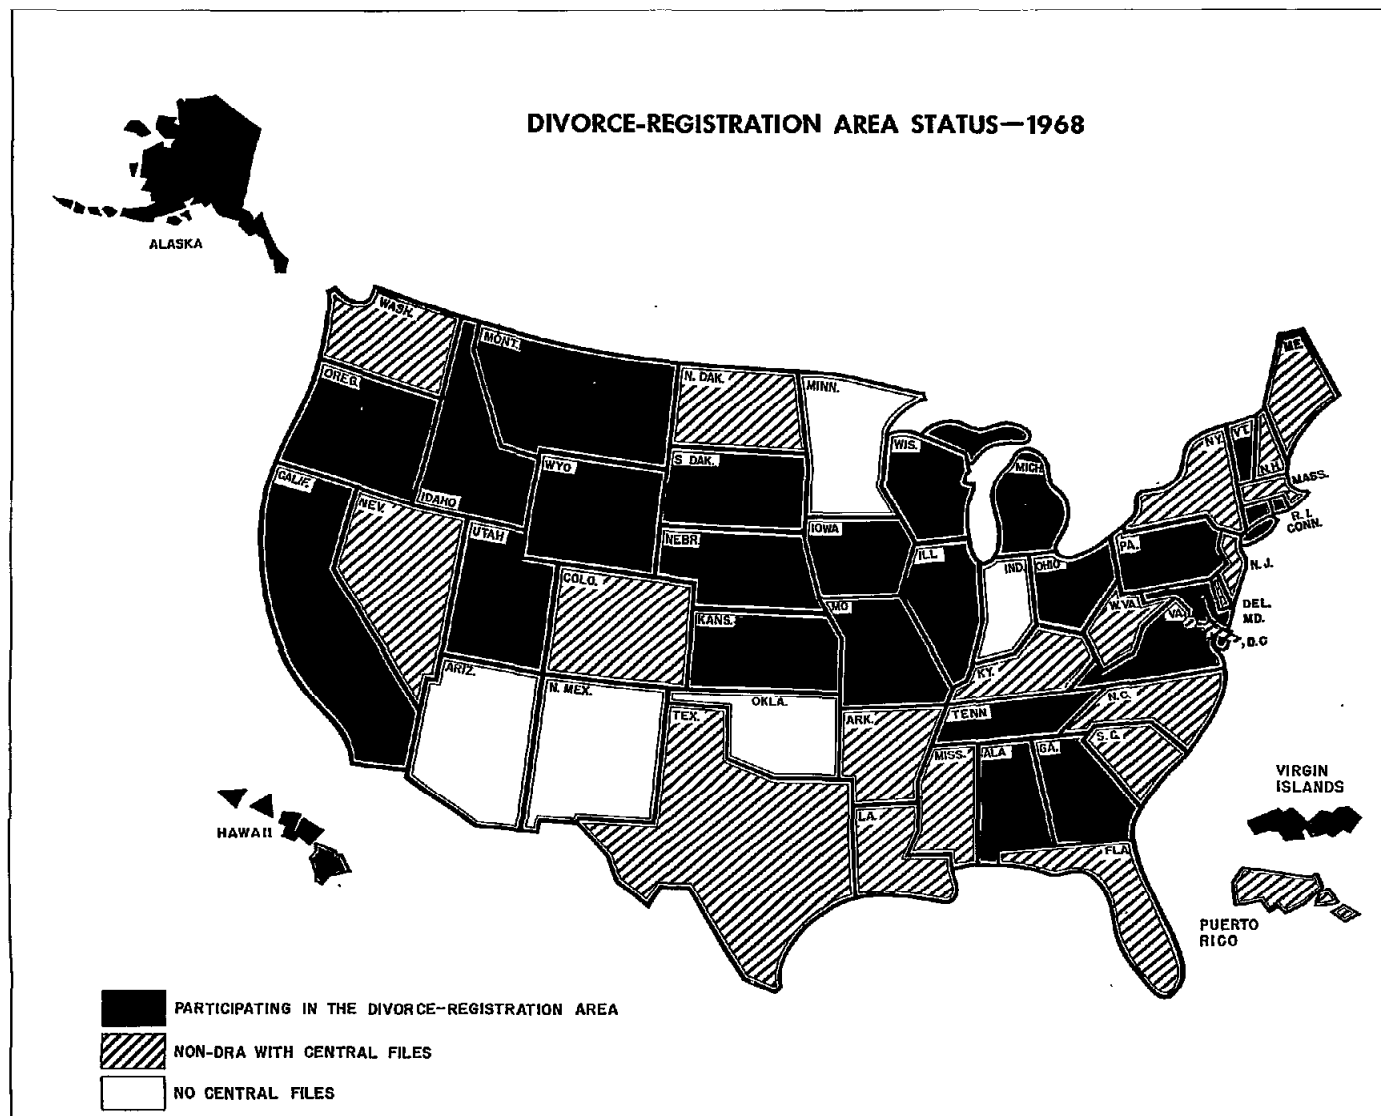 DIVORCE-REGISTRATION AREA STATUS—1968
ALASKA
WASH.
MONT.
N. DAK.
MINN.
ME.
OREG.
WIS.
MICH.
N.Y.
VT.
N.H.
MASS.
R.I.
CONN.
CALIF.
NEV.
IDAHO
WYO
S. DAK.
UTAH
COLO.
NEBR.
IOWA
ILL
IND.
OHIO
PA.
N.J.
DEL.
MD.
D.C
W.VA.
VA.
KANS.
MO
KY.
ARIZ.
N. MEX.
OKLA.
TEX.
ARK.
TENN
N.C.
S.C.
MISS.
ALA
GA.
LA.
FLA
HAWAII
VIRGIN
ISLANDS
PUERTO
RICO
PARTICIPATING IN THE DIVORCE-REGISTRATION AREA
NON-DRA WITH CENTRAL FILES
NO CENTRAL FILES